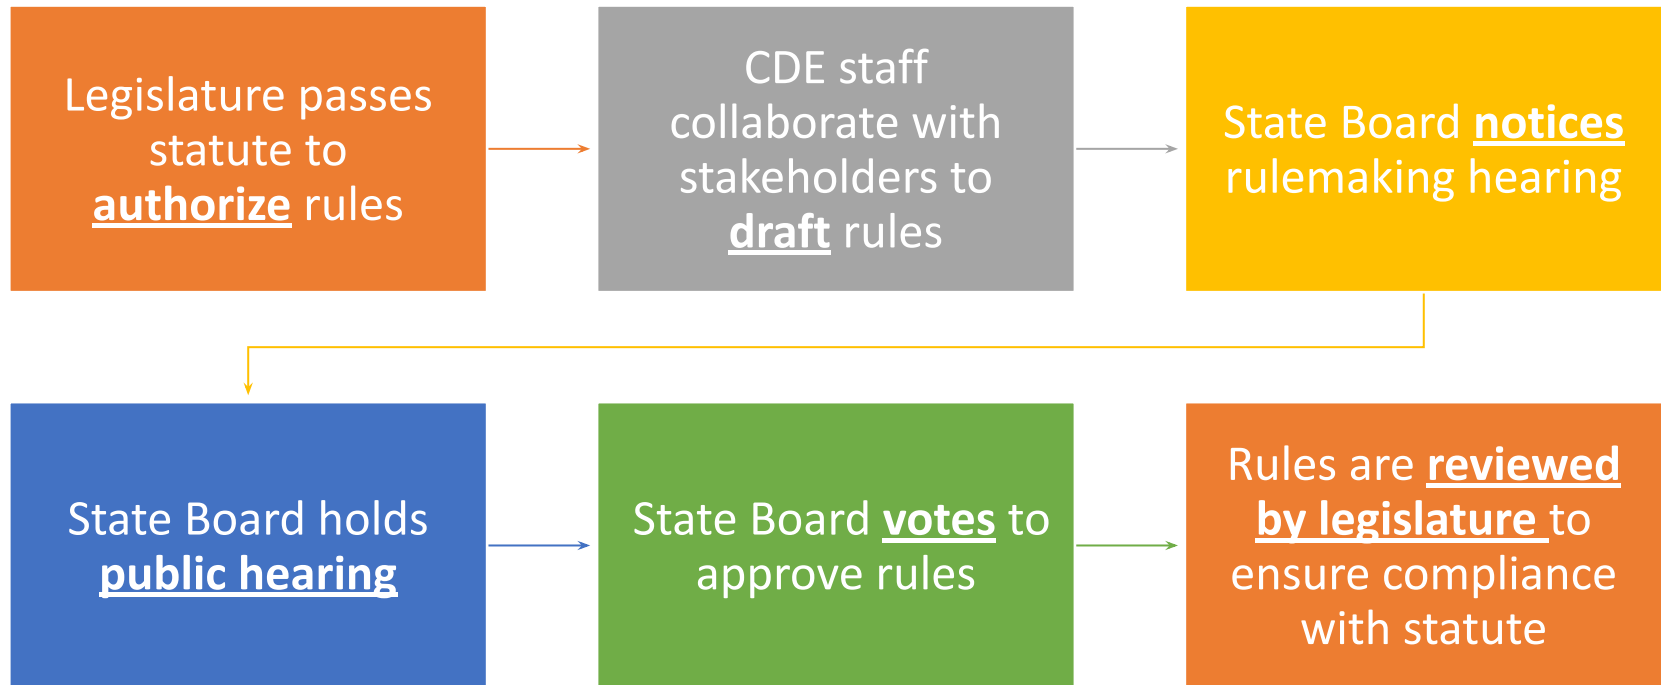 Legislature passes
statute to
authorize rules
CDE staff
collaborate with
stakeholders to
draft rules
State Board notices
rulemaking hearing
State Board holds
public hearing
State Board votes to
approve rules
Rules are reviewed
by legislature to
ensure compliance
with statute